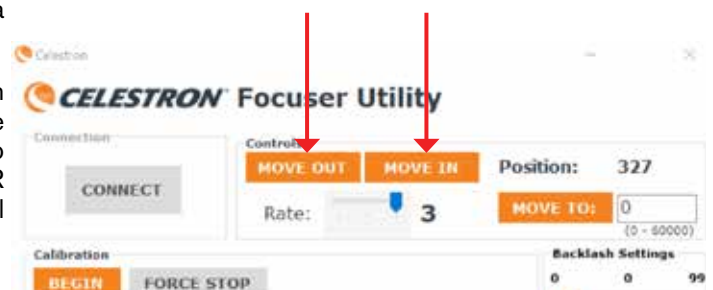 a
Celestron
n
CELESTRON Focuser Utility
e
Connection
Controls
o
MOVE OUT MOVE IN Position: 327
R
CONNECT
l
Rate: 3 MOVE TO: 0
(0 - 60000)
Calibration
Backlash Settings
BEGIN FORCE STOP
0 0 99